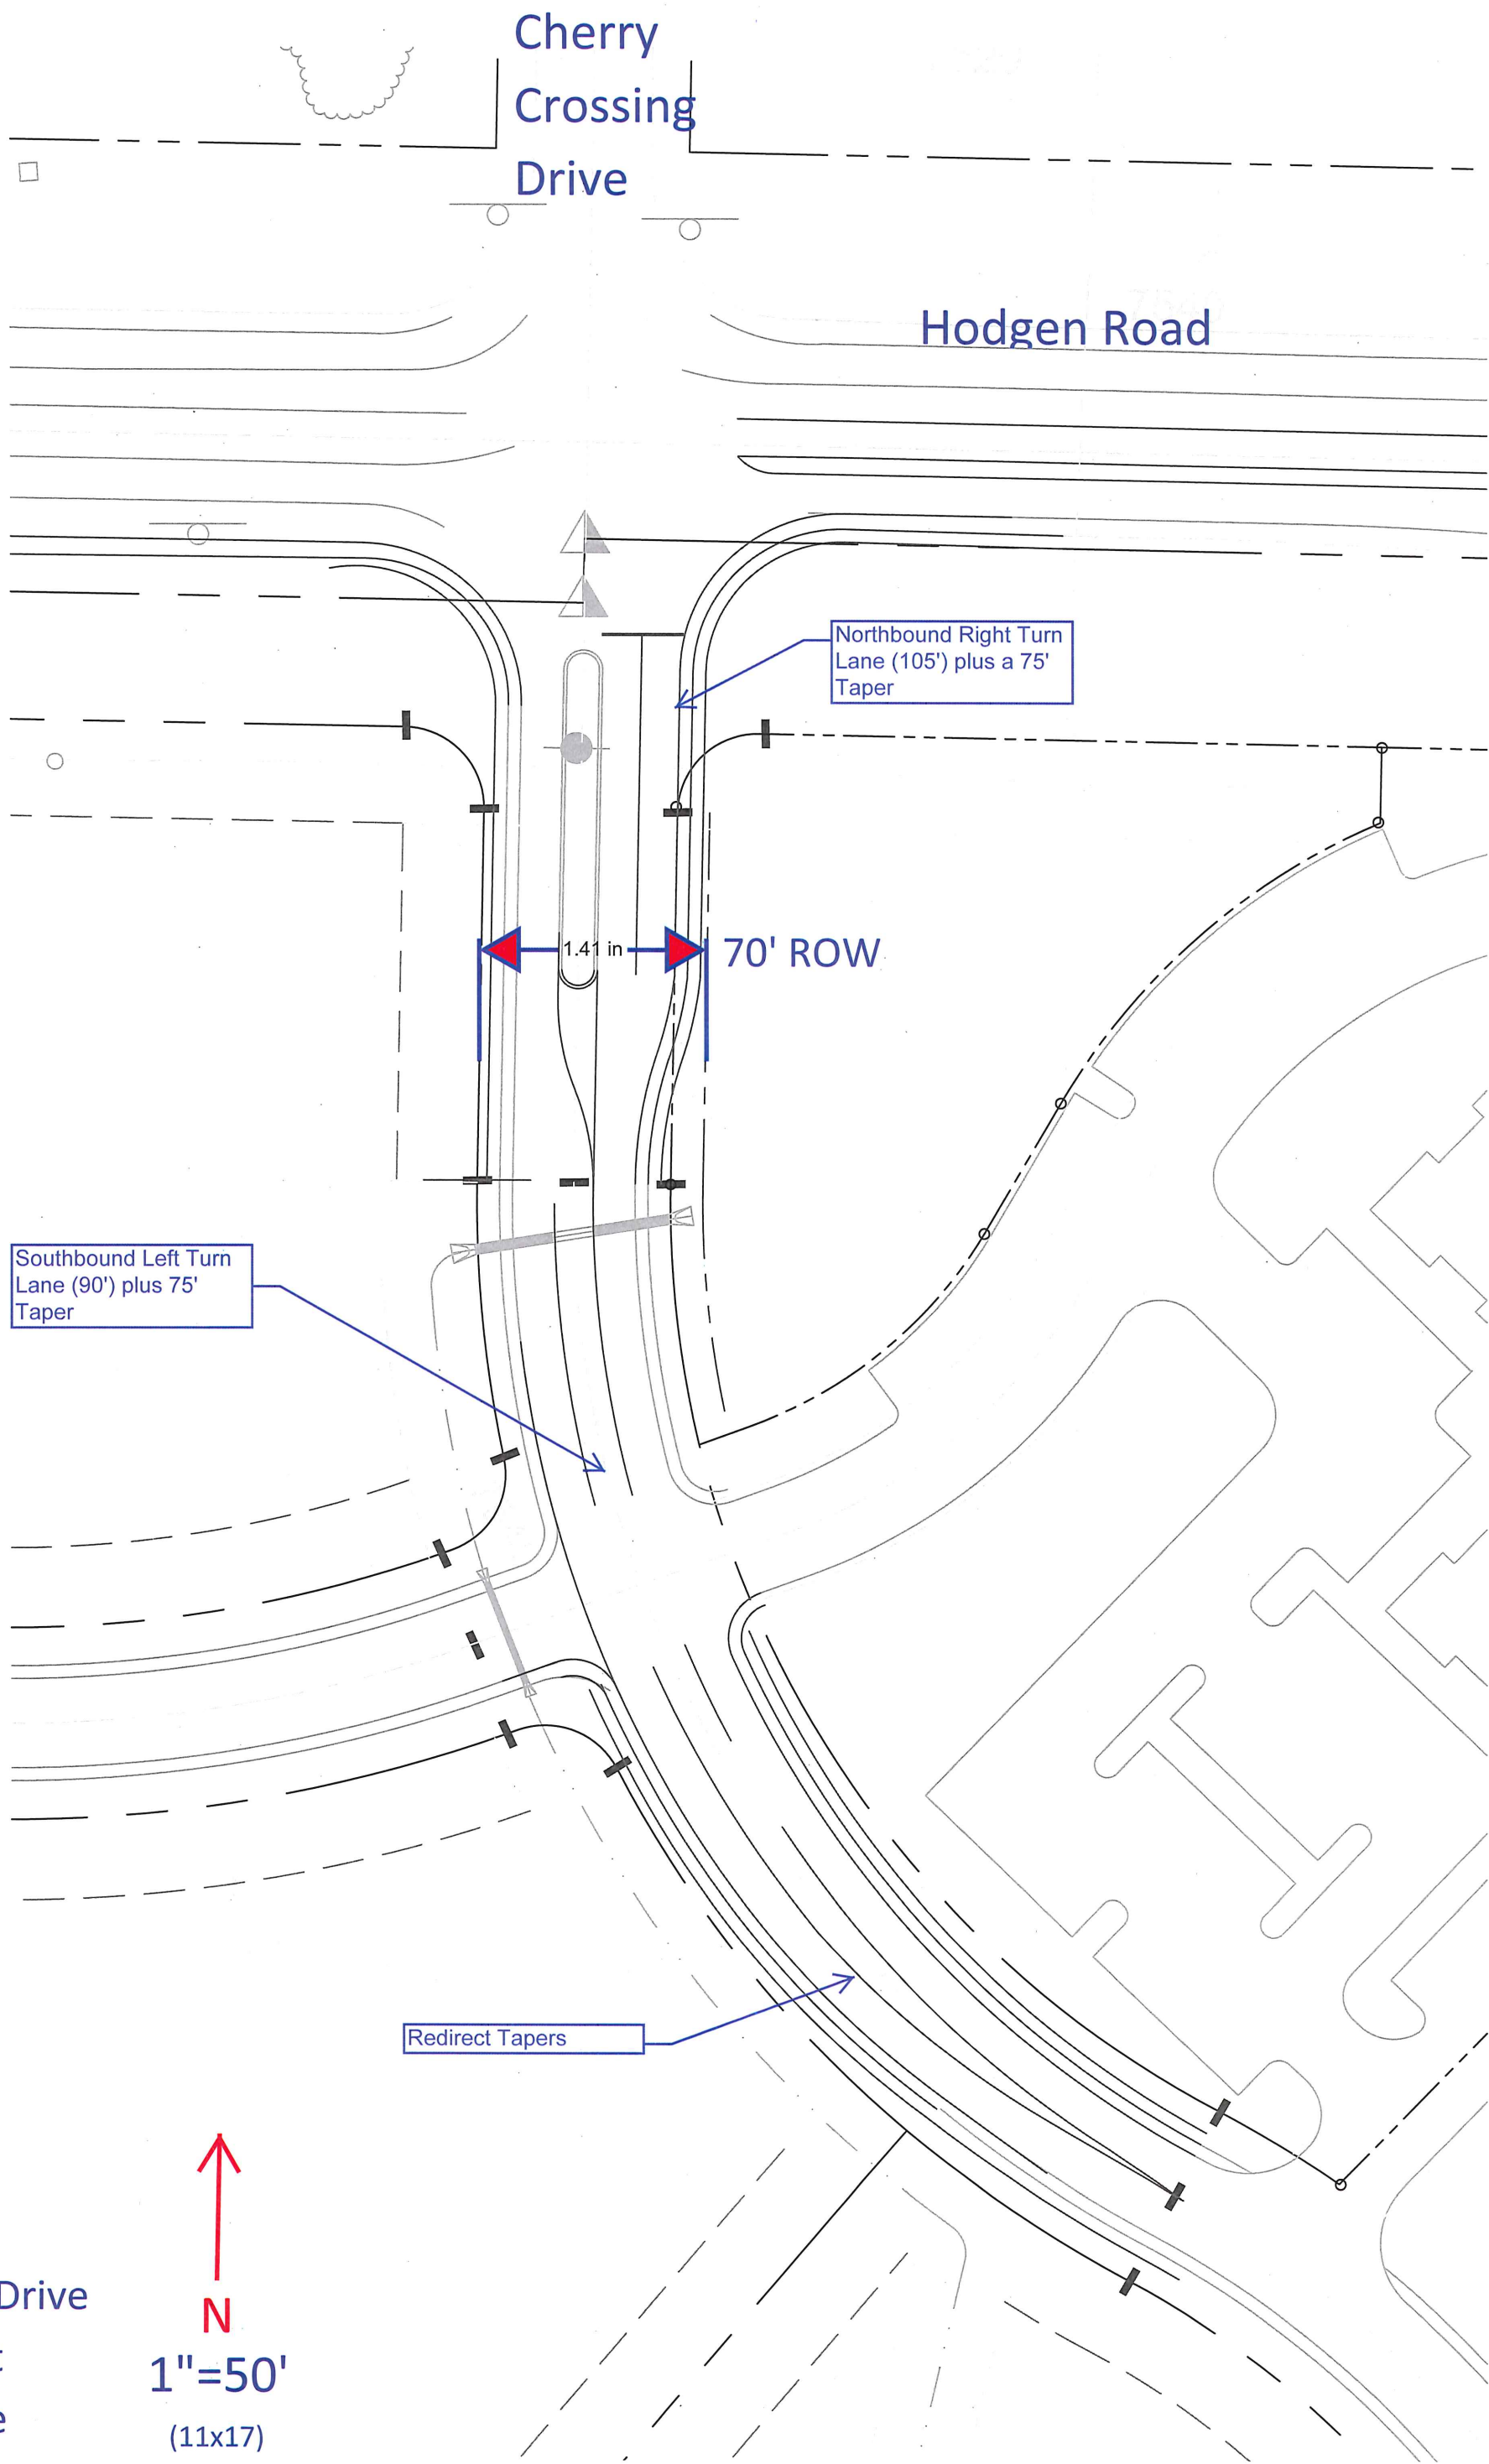 Cherry
Crossing
Drive
Hodgen Road
Northbound Right Turn
Lane (105') plus a 75'
Taper
1.41 in
70' ROW
Southbound Left Turn
Lane (90') plus 75'
Taper
Redirect Tapers
Drive
N
1"=50'
(11x17)